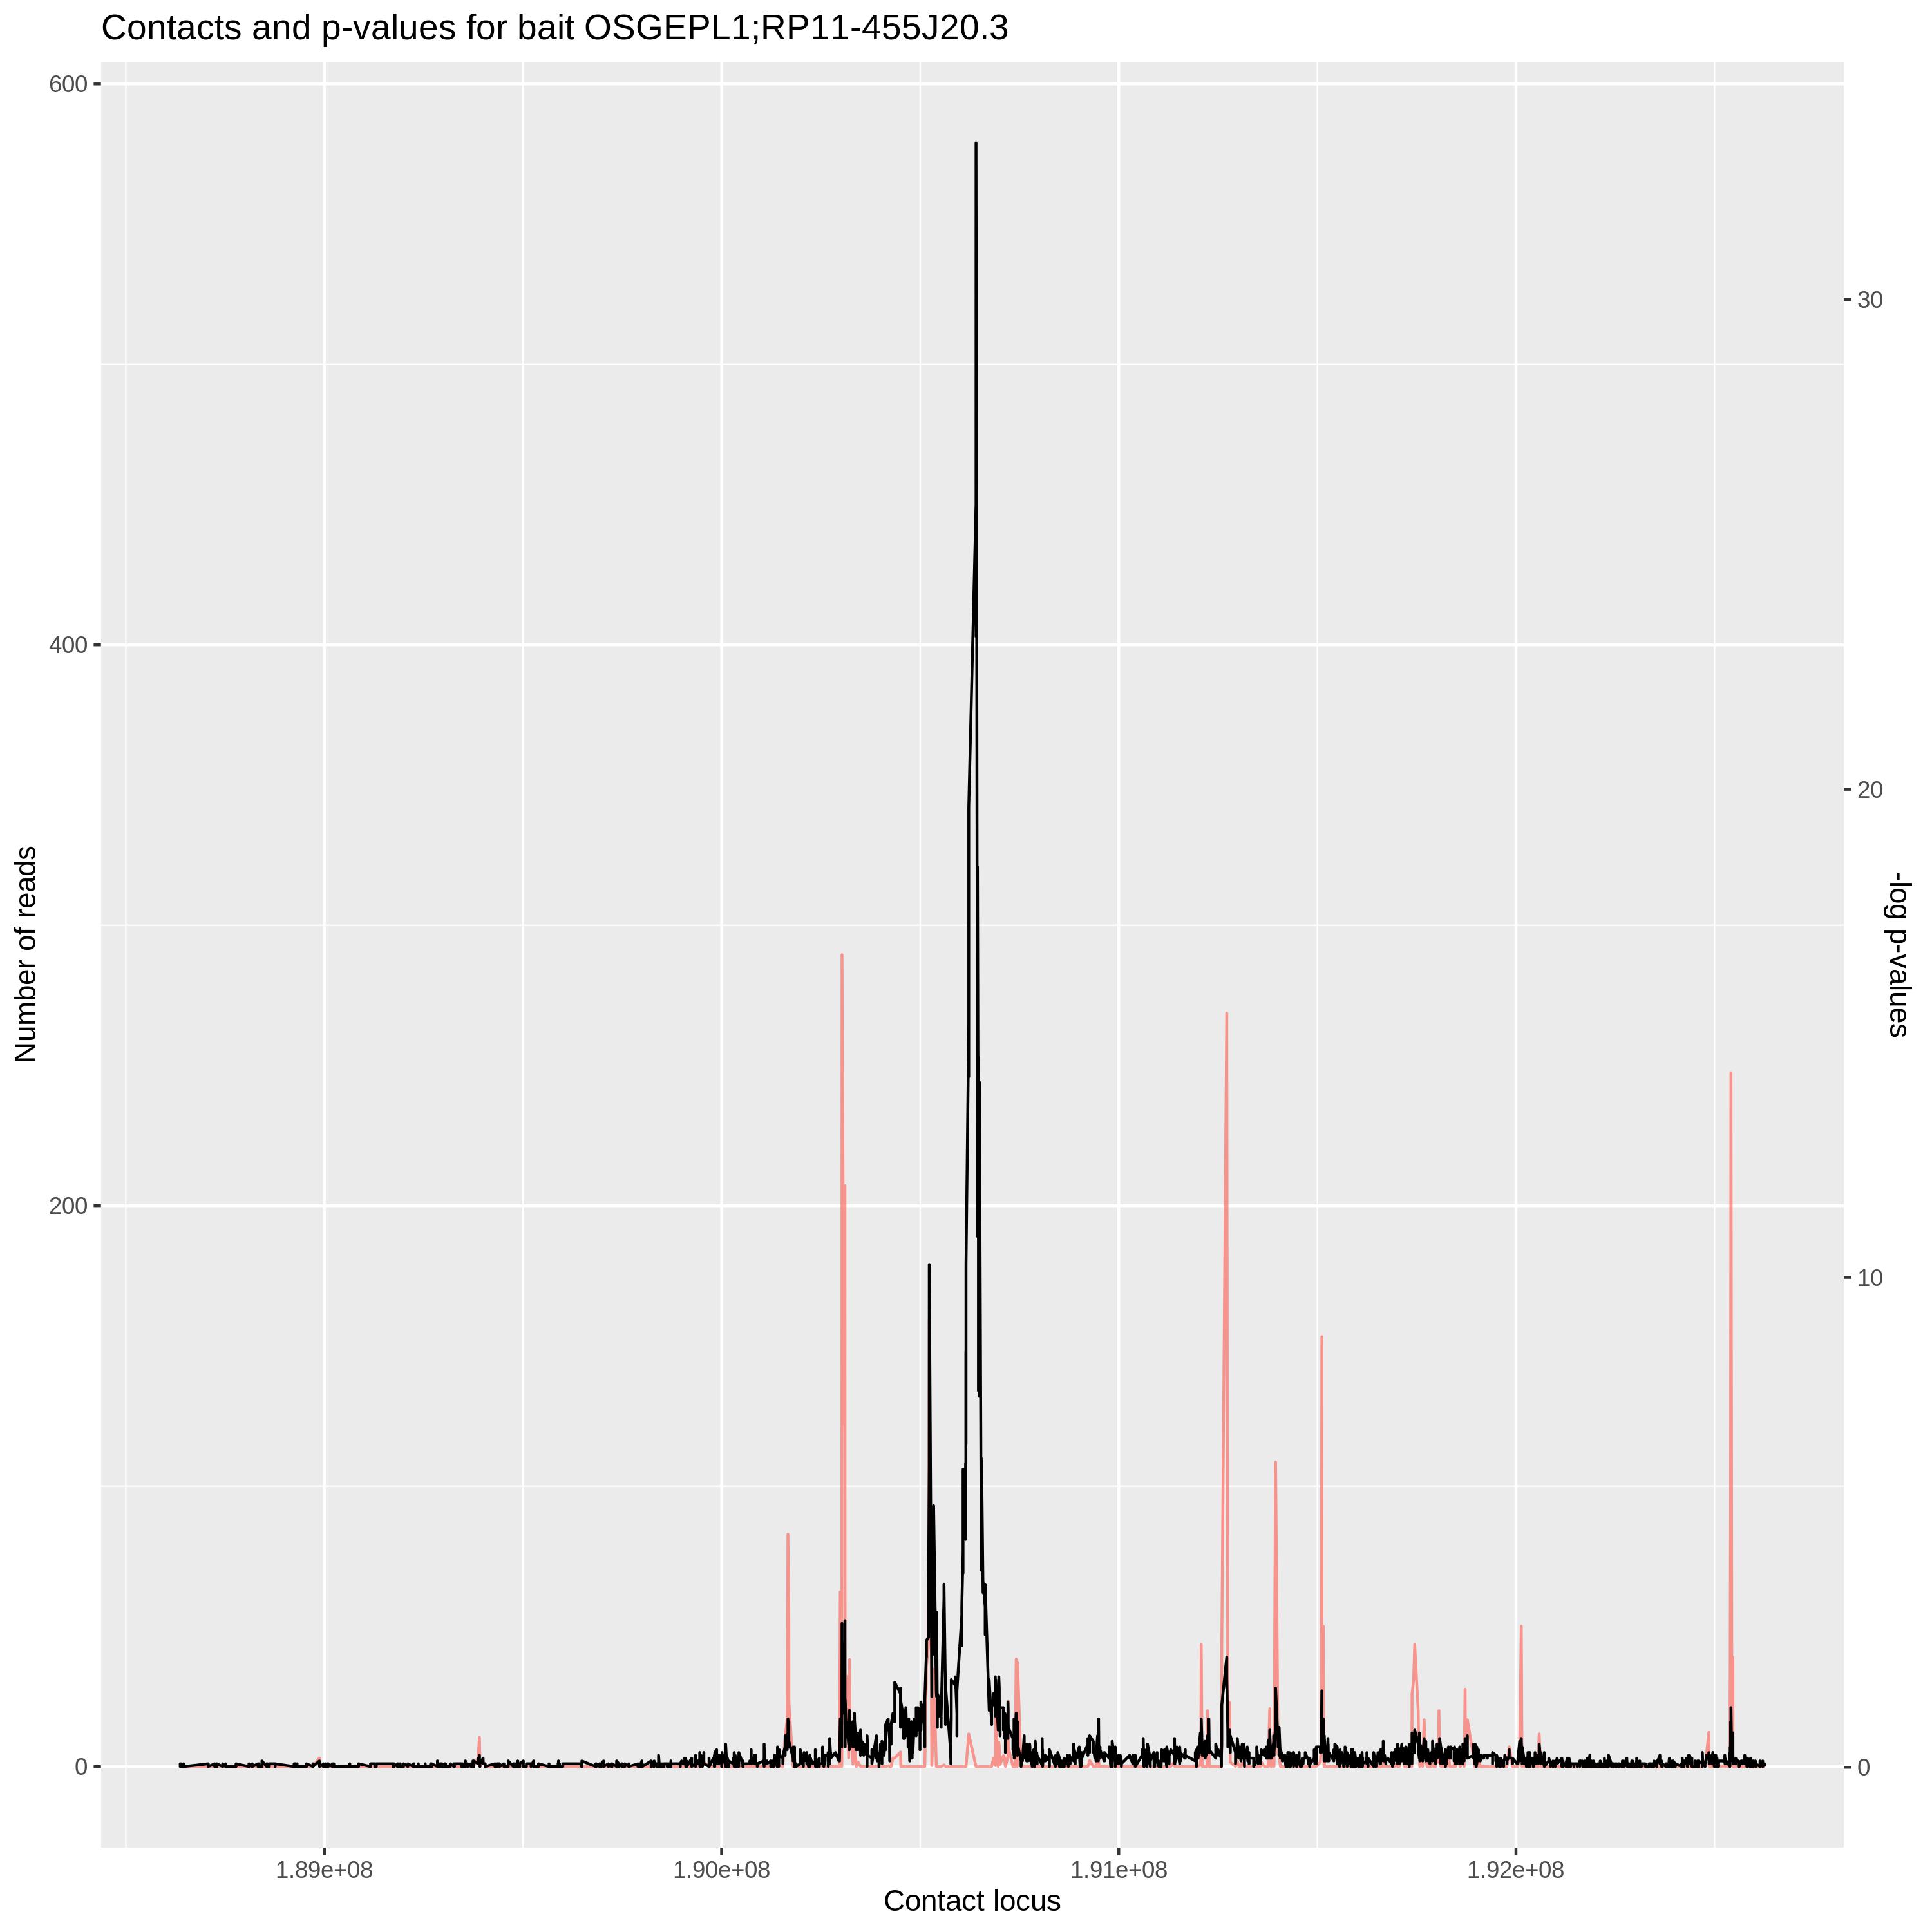 Contacts and p-values for bait OSGEPL1;RP11-455J20.3
600
400
200
0
Number of reads
30
20
10
0
-log p-values
1.89e+08
1.90e+08
1.91e+08
1.92e+08
Contact locus